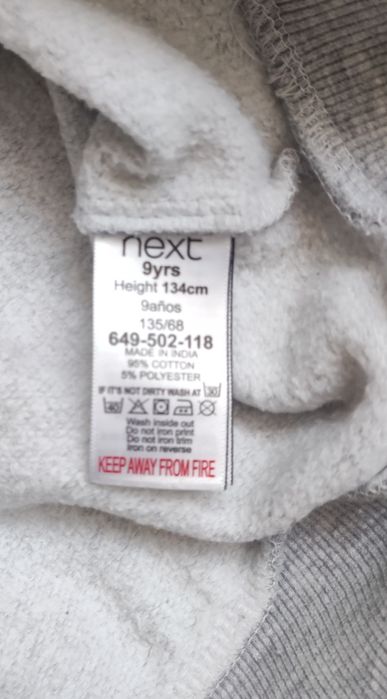 next
9yrs
Height 134cm
9años
135/68
649-502-118
MADE IN INDIA
95% COTTON
5% POLYESTER
IF IT'S NOT DIRTY WASH AT 30
40
Wash inside out
Do not iron print
Do not iron trim
Iron on reverse
KEEP AWAY FROM FIRE